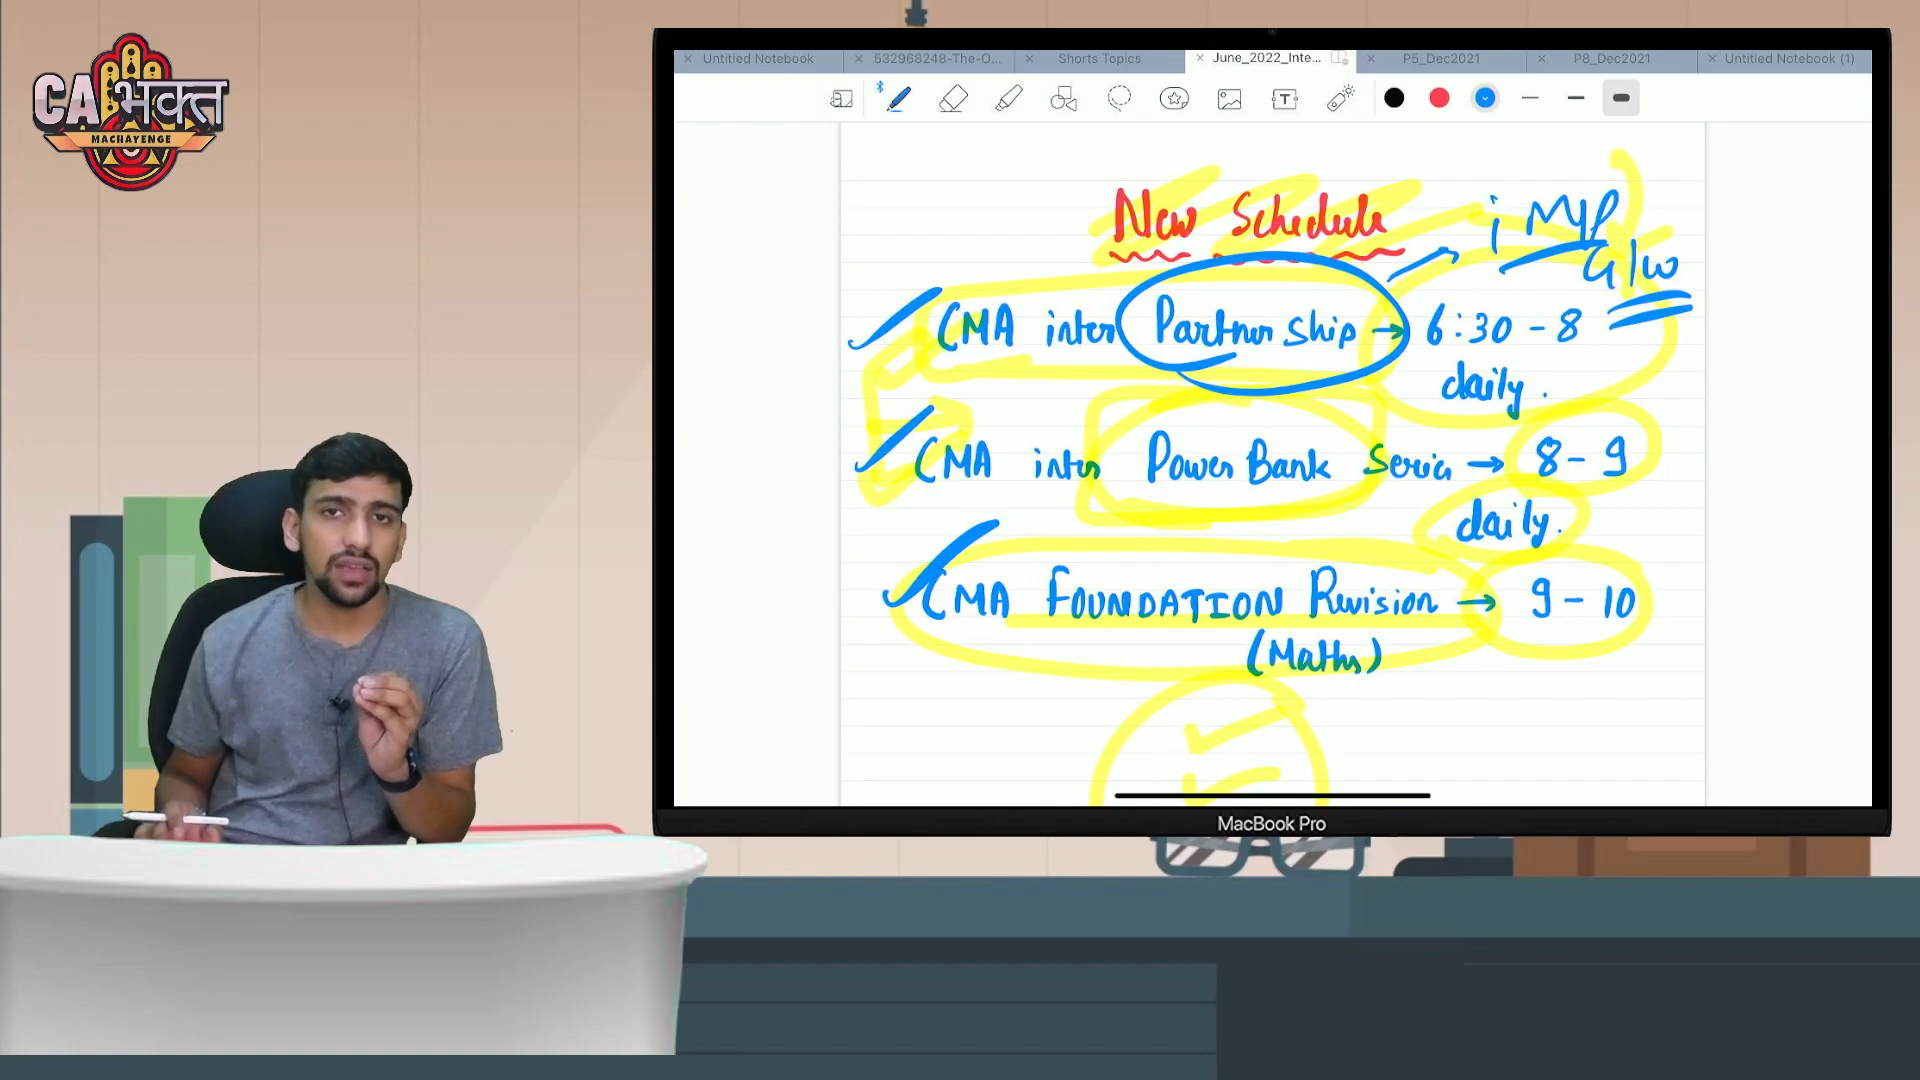 CA भक्त
MACHAYENGE
Untitled Notebook
532968248-The-O...
Shorts Topics
June_2022_Inte...
P5_Dec2021
P8_Dec2021
Untitled Notebook (1)
New Schedule
imp
G/W
CMA inter Partnership → 6:30 - 8
daily.
CMA inter Power Bank Series → 8 - 9
daily.
CMA FOUNDATION Revision → 9 - 10
(Maths)
MacBook Pro